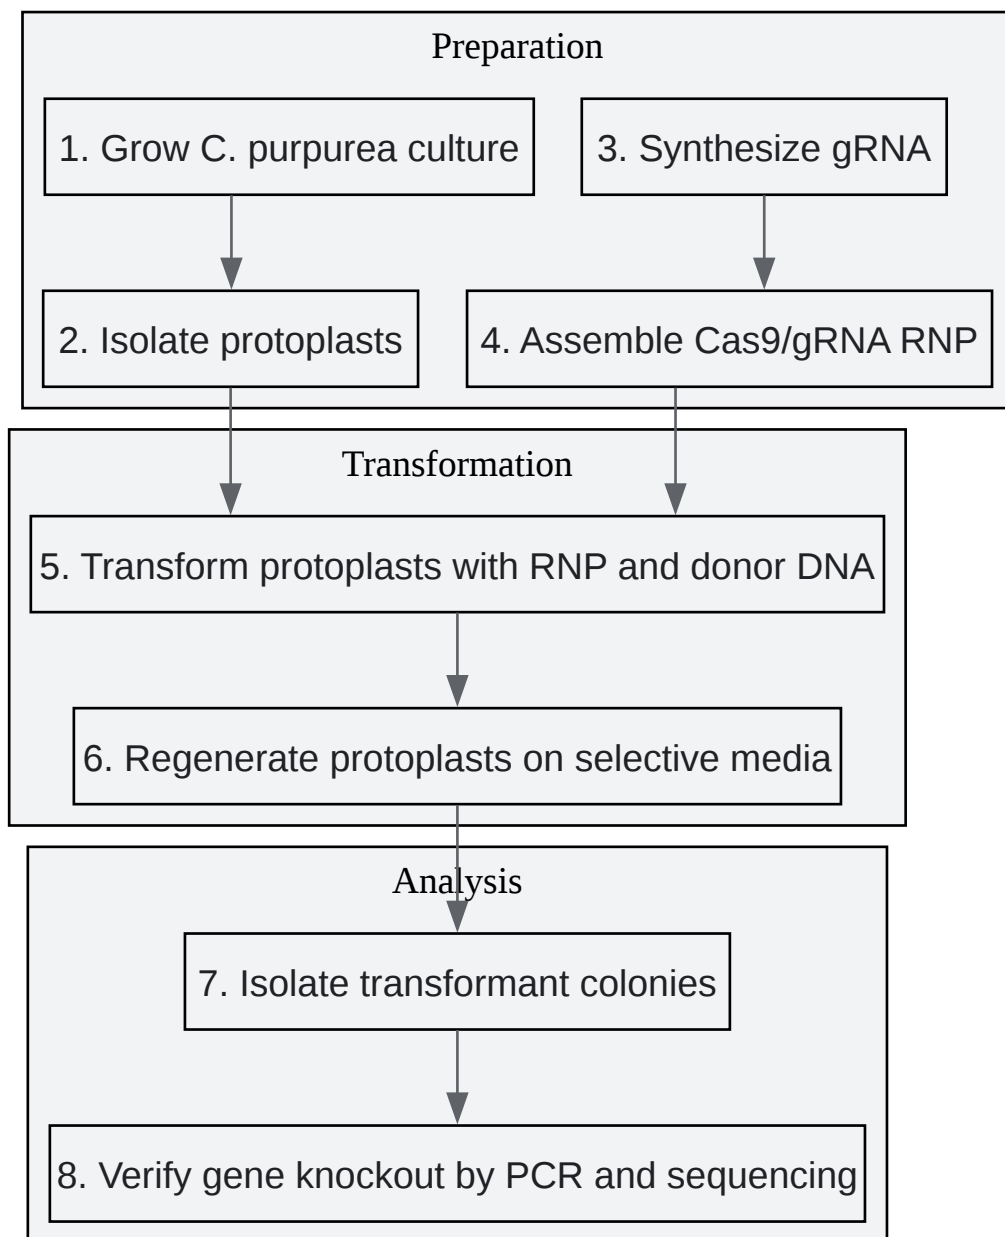 Preparation
1. Grow C. purpurea culture
3. Synthesize gRNA
2. Isolate protoplasts
4. Assemble Cas9/gRNA RNP
Transformation
5. Transform protoplasts with RNP and donor DNA
6. Regenerate protoplasts on selective media
Analysis
7. Isolate transformant colonies
8. Verify gene knockout by PCR and sequencing